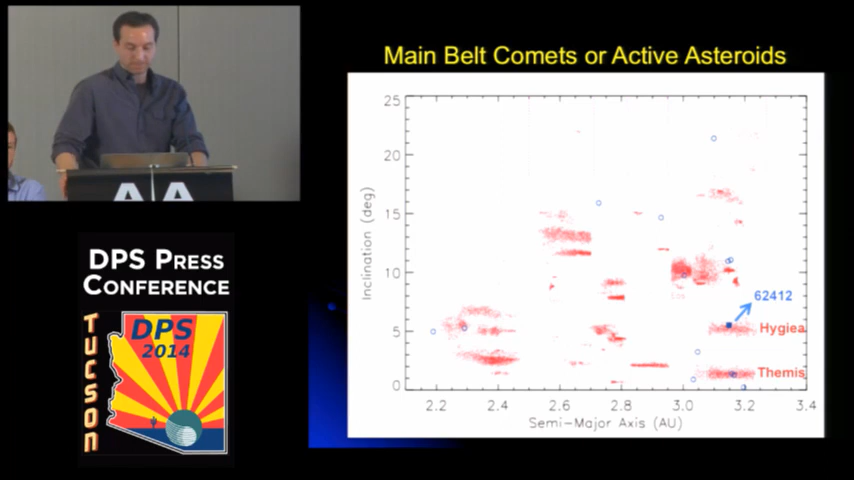 Main Belt Comets or Active Asteroids
AA
DPS PRESS
CONFERENCE
TUCSON
DPS
2014
25
20
15
10
5
0
Inclination (deg)
2.2 2.4 2.6 2.8 3.0 3.2 3.4
Semi-Major Axis (AU)
62412
Eos
Hygiea
Themis